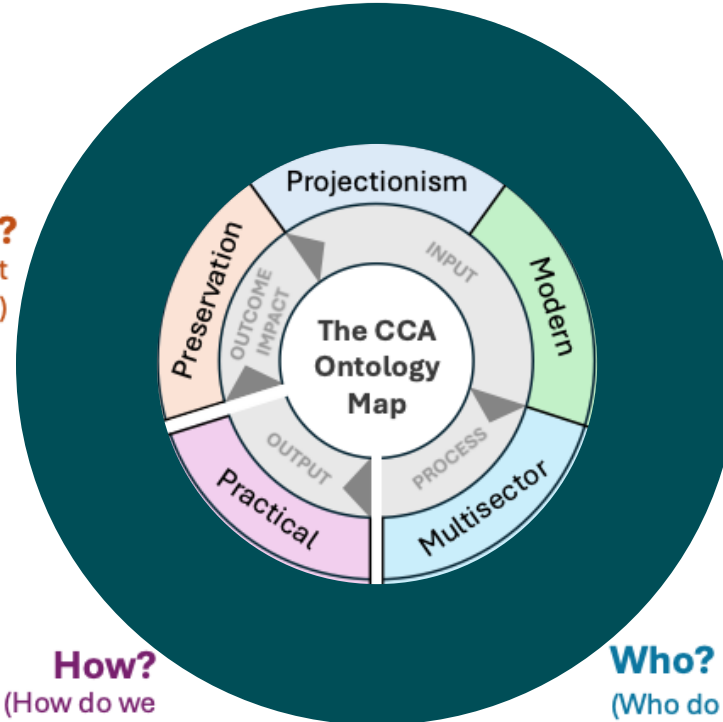 Projectionism
INPUT
Modern
Preservation
OUTCOME
IMPACT
?
t
)
The CCA
Ontology
Map
OUTPUT
PROCESS
Practical
Multisector
How?
(How do we
Who?
(Who do